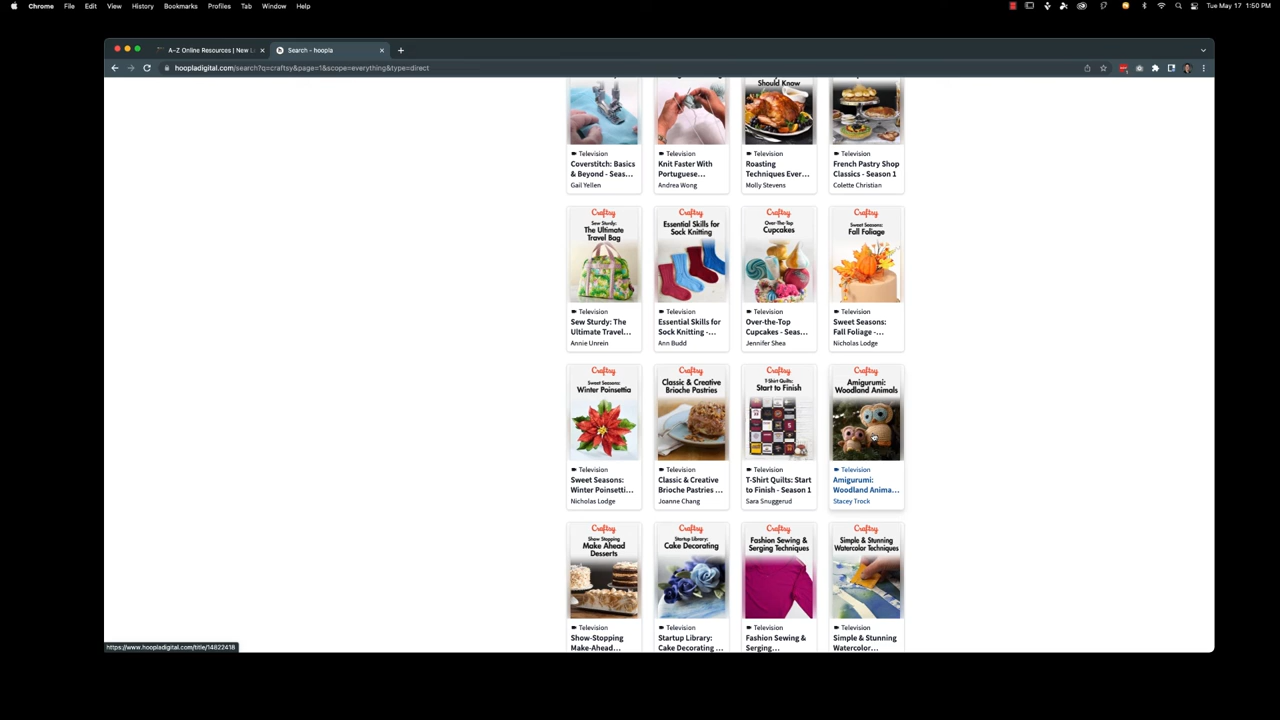 Chrome File Edit View History Bookmarks Profiles Tab Window Help
Tue May 17 1:50 PM
A–Z Online Resources | New L
Search - hoopla
hoopladigital.com/search?q=craftsy&page=1&scope=everything&type=direct
Should Know
Television
Coverstitch: Basics
& Beyond - Seas...
Gail Yellen
Television
Knit Faster With
Portuguese...
Andrea Wong
Television
Roasting
Techniques Ever...
Molly Stevens
Television
French Pastry Shop
Classics - Season 1
Colette Christian
Craftsy
Sew Sturdy:
The Ultimate
Travel Bag
Television
Sew Sturdy: The
Ultimate Travel...
Annie Unrein
Craftsy
Essential Skills for
Sock Knitting
Television
Essential Skills for
Sock Knitting -...
Ann Budd
Craftsy
Over-the-Top
Cupcakes
Television
Over-the-Top
Cupcakes - Seas...
Jennifer Shea
Craftsy
Sweet Seasons:
Fall Foliage
Television
Sweet Seasons:
Fall Foliage -...
Nicholas Lodge
Craftsy
Sweet Seasons:
Winter Poinsettia
Television
Sweet Seasons:
Winter Poinsetti...
Nicholas Lodge
Craftsy
Classic & Creative
Brioche Pastries
Television
Classic & Creative
Brioche Pastries ...
Joanne Chang
Craftsy
T-Shirt Quilts:
Start to Finish
Television
T-Shirt Quilts: Start
to Finish - Season 1
Sara Snuggerud
Craftsy
Amigurumi:
Woodland Animals
Television
Amigurumi:
Woodland Anima...
Stacey Trock
Craftsy
Show Stopping
Make Ahead
Desserts
Television
Show-Stopping
Make-Ahead...
Craftsy
Startup Library:
Cake Decorating
Television
Startup Library:
Cake Decorating ...
Craftsy
Fashion Sewing &
Serging Techniques
Television
Fashion Sewing &
Serging...
Craftsy
Simple & Stunning
Watercolor Techniques
Television
Simple & Stunning
Watercolor...
https://www.hoopladigital.com/title/14822418